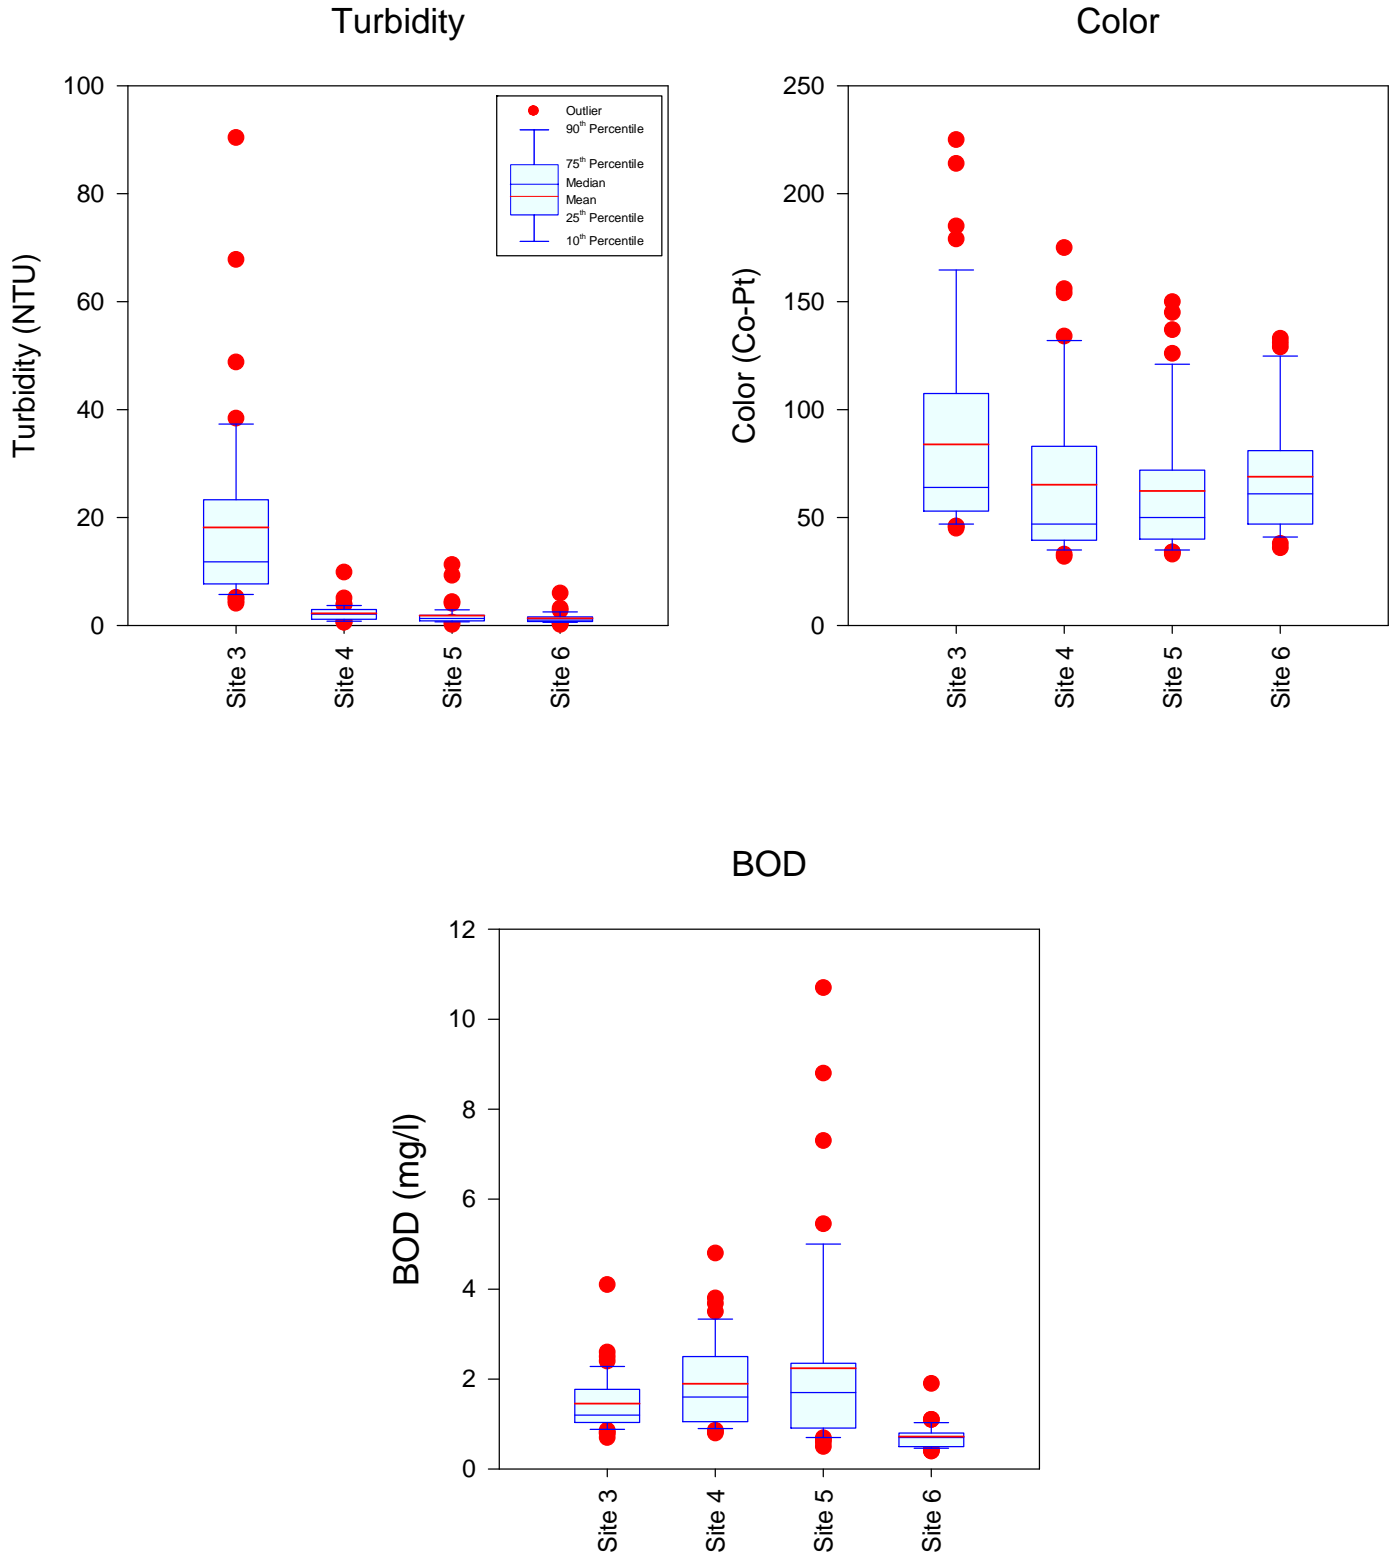 Turbidity
Color
100
80
60
40
20
0
Turbidity (NTU)
Outlier
90th Percentile
75th Percentile
Median
Mean
25th Percentile
10th Percentile
Site 3
Site 4
Site 5
Site 6
250
200
150
100
50
0
Color (Co-Pt)
Site 3
Site 4
Site 5
Site 6
BOD
12
10
8
6
4
2
0
BOD (mg/l)
Site 3
Site 4
Site 5
Site 6